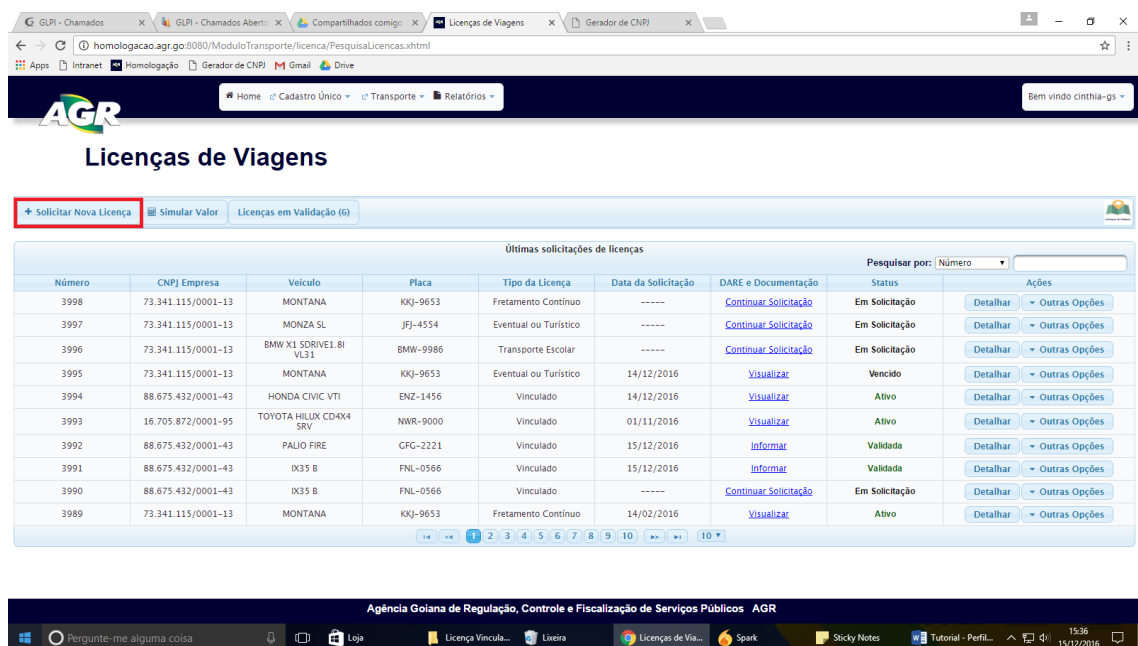 GLPI - Chamados
GLPI - Chamados Aberto
Compartilhados comigo
Licenças de Viagens
Gerador de CNPJ
homologacao.agr.go:8080/ModuloTransporte/licenca/PesquisaLicencas.xhtml
Apps Intranet Homologação Gerador de CNPJ Gmail Drive
AGR
Home Cadastro Único Transporte Relatórios
Bem vindo cinthia-gs
Licenças de Viagens
+ Solicitar Nova Licença Simular Valor Licenças em Validação (6)
Últimas solicitações de licenças
Pesquisar por: Número
Número CNPJ Empresa Veículo Placa Tipo da Licença Data da Solicitação DARE e Documentação Status Ações
3998 73.341.115/0001-13 MONTANA KKJ-9653 Fretamento Contínuo ----- Continuar Solicitação Em Solicitação Detalhar Outras Opções
3997 73.341.115/0001-13 MONZA SL JFJ-4554 Eventual ou Turístico ----- Continuar Solicitação Em Solicitação Detalhar Outras Opções
3996 73.341.115/0001-13 BMW X1 SDRIVE1.8I VL31 BMW-9986 Transporte Escolar ----- Continuar Solicitação Em Solicitação Detalhar Outras Opções
3995 73.341.115/0001-13 MONTANA KKJ-9653 Eventual ou Turístico 14/12/2016 Visualizar Vencido Detalhar Outras Opções
3994 88.675.432/0001-43 HONDA CIVIC VTI ENZ-1456 Vinculado 14/12/2016 Visualizar Ativo Detalhar Outras Opções
3993 16.705.872/0001-95 TOYOTA HILUX CD4X4 SRV NWR-9000 Vinculado 01/11/2016 Visualizar Ativo Detalhar Outras Opções
3992 88.675.432/0001-43 PALIO FIRE GFG-2221 Vinculado 15/12/2016 Informar Validada Detalhar Outras Opções
3991 88.675.432/0001-43 IX35 B FNL-0566 Vinculado 15/12/2016 Informar Validada Detalhar Outras Opções
3990 88.675.432/0001-43 IX35 B FNL-0566 Vinculado ----- Continuar Solicitação Em Solicitação Detalhar Outras Opções
3989 73.341.115/0001-13 MONTANA KKJ-9653 Fretamento Contínuo 14/02/2016 Visualizar Ativo Detalhar Outras Opções
1 2 3 4 5 6 7 8 9 10 10
Agência Goiana de Regulação, Controle e Fiscalização de Serviços Públicos AGR
Pergunte-me alguma coisa Loja Licença Vincula... Lixeira Licenças de Via... Spark Sticky Notes Tutorial - Perfil... 15:36
15/12/2016